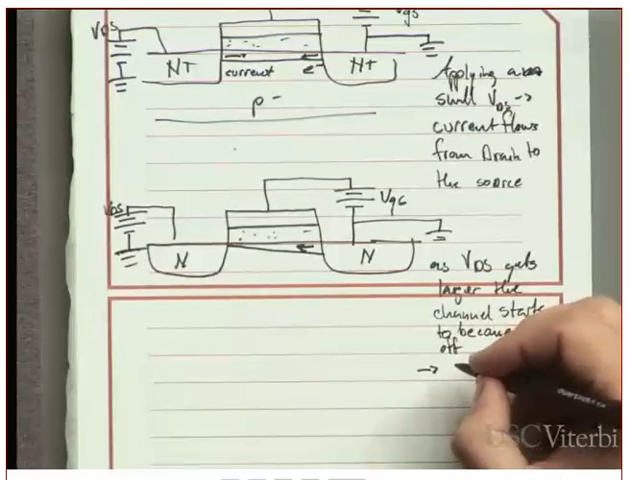 VDS
Vgs
N+
current
e-
N+
Applying a
small VDS →
current flows
from Drain to
the source
p-
VDS
Vgs
N
N
as VDS gets
larger the
channel starts
to become
off
→
USC Viterbi